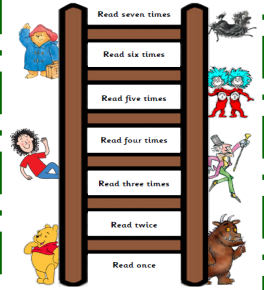 Read seven times
Read six times
Read five times
Read four times
Read three times
Read twice
Read once